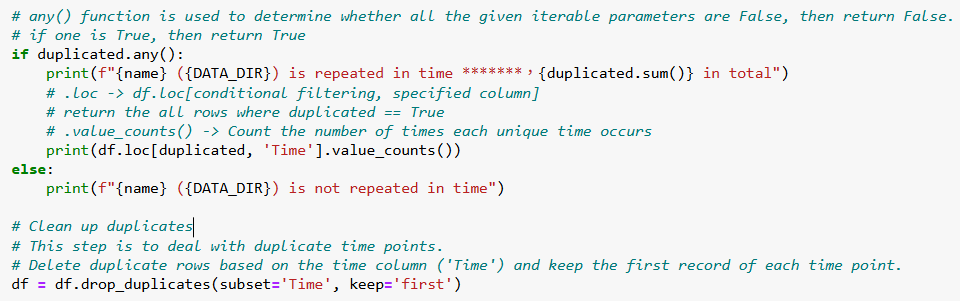 # any() function is used to determine whether all the given iterable parameters are False, then return False.
# if one is True, then return True
if duplicated.any():
    print(f"{name} ({DATA_DIR}) is repeated in time *******，{duplicated.sum()} in total")
    # .loc -> df.loc[conditional filtering, specified column]
    # return the all rows where duplicated == True
    # .value_counts() -> Count the number of times each unique time occurs
    print(df.loc[duplicated, 'Time'].value_counts())
else:
    print(f"{name} ({DATA_DIR}) is not repeated in time")

# Clean up duplicates
# This step is to deal with duplicate time points.
# Delete duplicate rows based on the time column ('Time') and keep the first record of each time point.
df = df.drop_duplicates(subset='Time', keep='first')